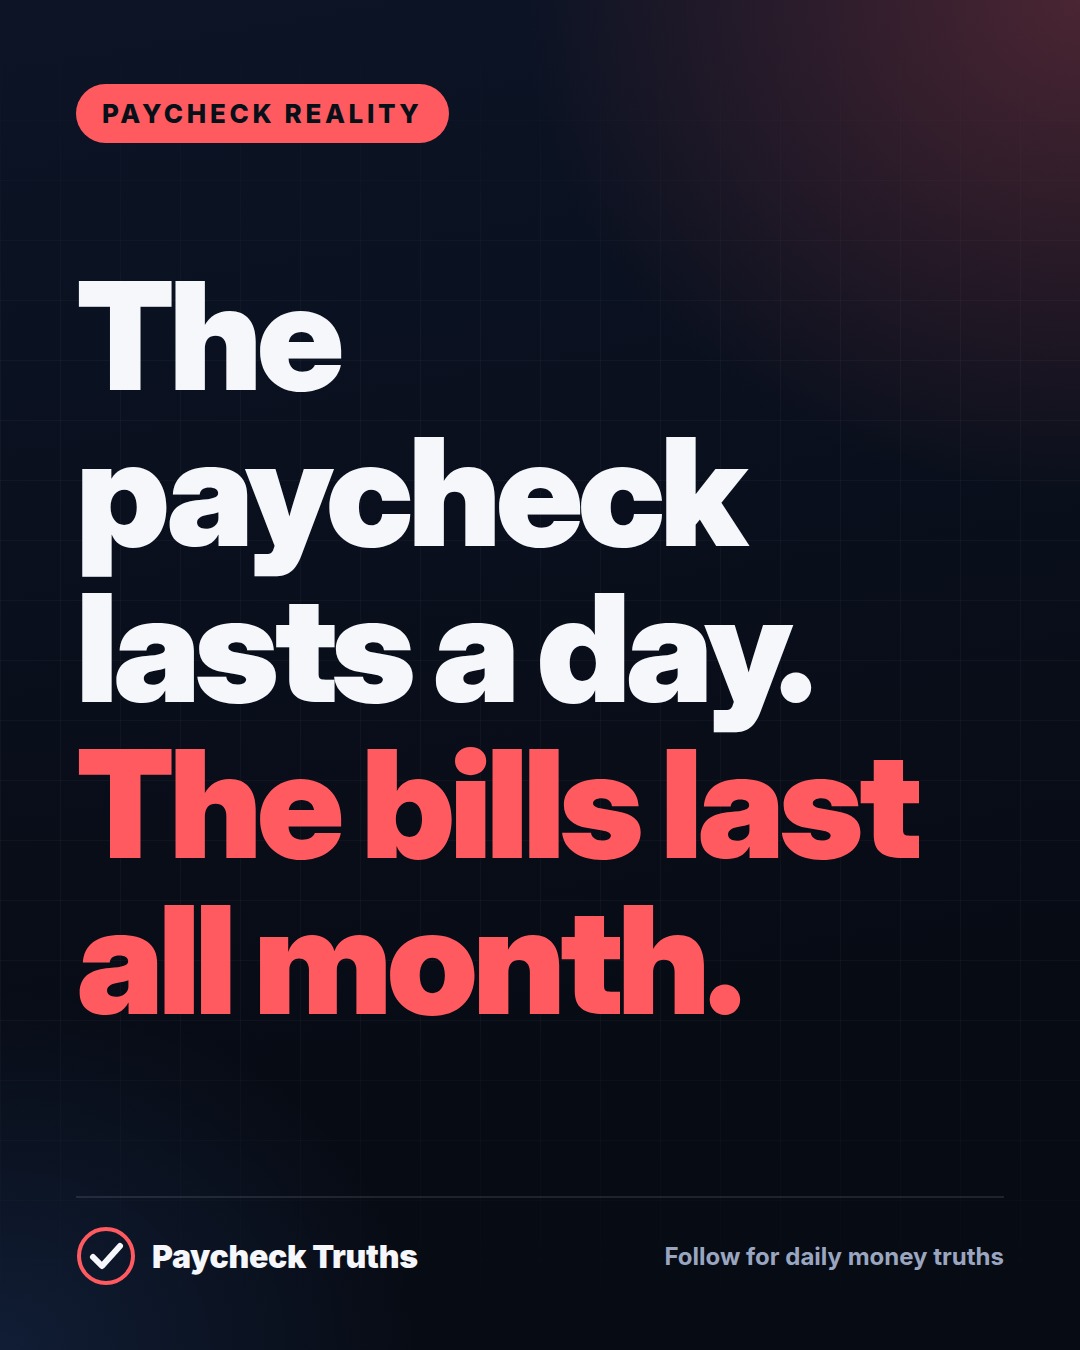 PAYCHECK REALITY
The
paycheck
lasts a day.
The bills last
all month.
Paycheck Truths
Follow for daily money truths